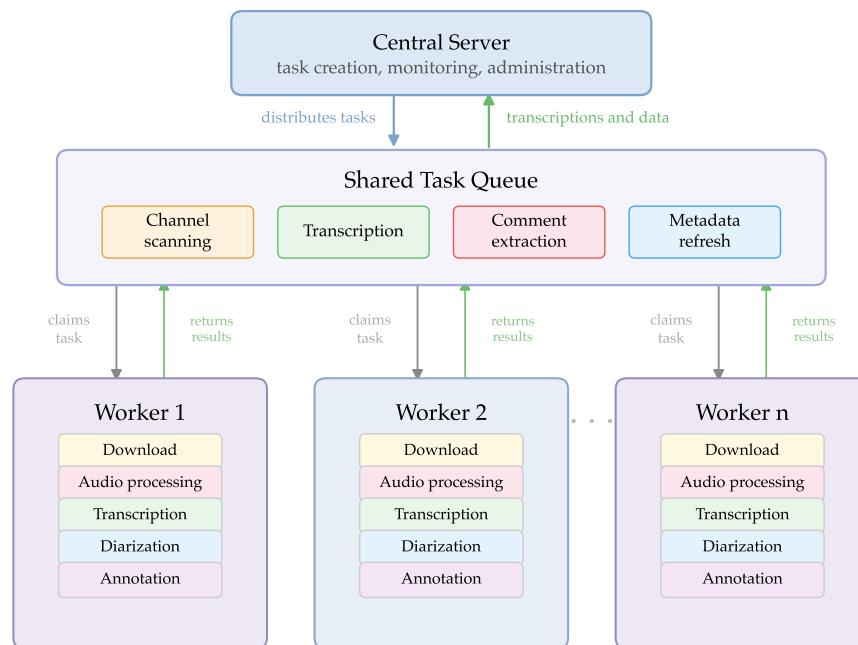 Central Server
task creation, monitoring, administration
distributes tasks
transcriptions and data
Shared Task Queue
Channel
scanning
Transcription
Comment
extraction
Metadata
refresh
claims
task
returns
results
claims
task
returns
results
claims
task
returns
results
Worker 1
Download
Audio processing
Transcription
Diarization
Annotation
Worker 2
Download
Audio processing
Transcription
Diarization
Annotation
. . .
Worker n
Download
Audio processing
Transcription
Diarization
Annotation